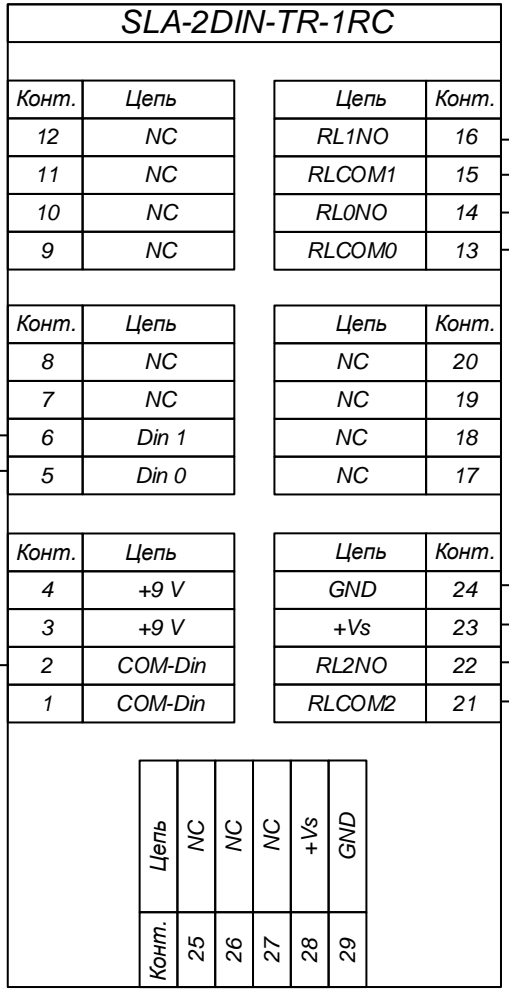 SLA-2DIN-TR-1RC
Конт. Цепь Цепь Конт.
12 NC RL1NO 16
11 NC RLCOM1 15
10 NC RL0NO 14
9 NC RLCOM0 13
Конт. Цепь Цепь Конт.
8 NC NC 20
7 NC NC 19
6 Din 1 NC 18
5 Din 0 NC 17
Конт. Цепь Цепь Конт.
4 +9 V GND 24
3 +9 V +Vs 23
2 COM-Din RL2NO 22
1 COM-Din RLCOM2 21
Конт. Цепь
25 NC
26 NC
27 NC
28 +Vs
29 GND